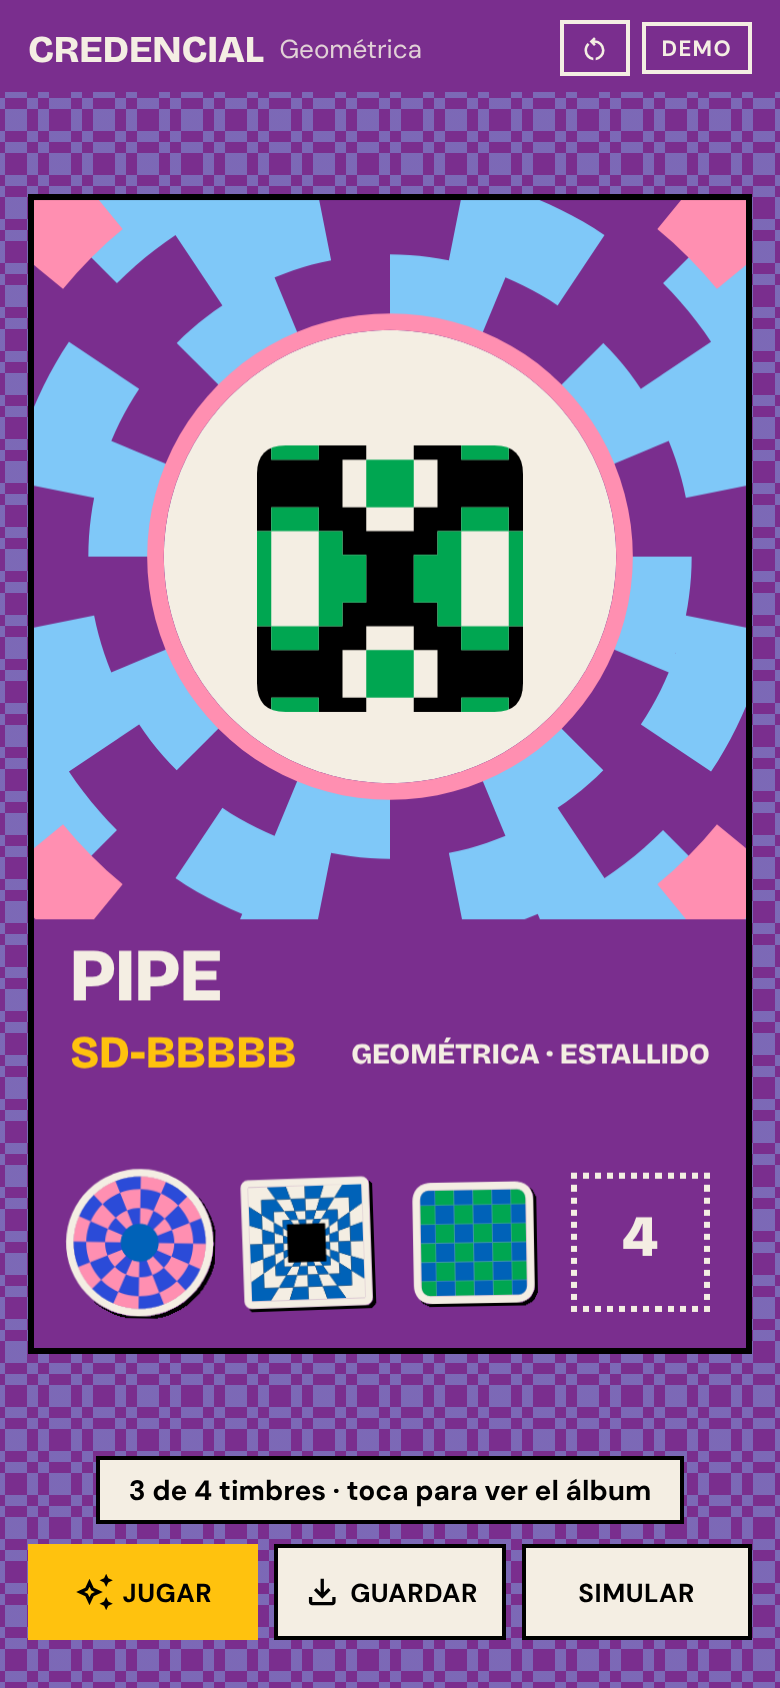 CREDENCIAL Geométrica
DEMO
PIPE
SD-BBBBB
GEOMÉTRICA · ESTALLIDO
4
3 de 4 timbres · toca para ver el álbum
JUGAR
GUARDAR
SIMULAR